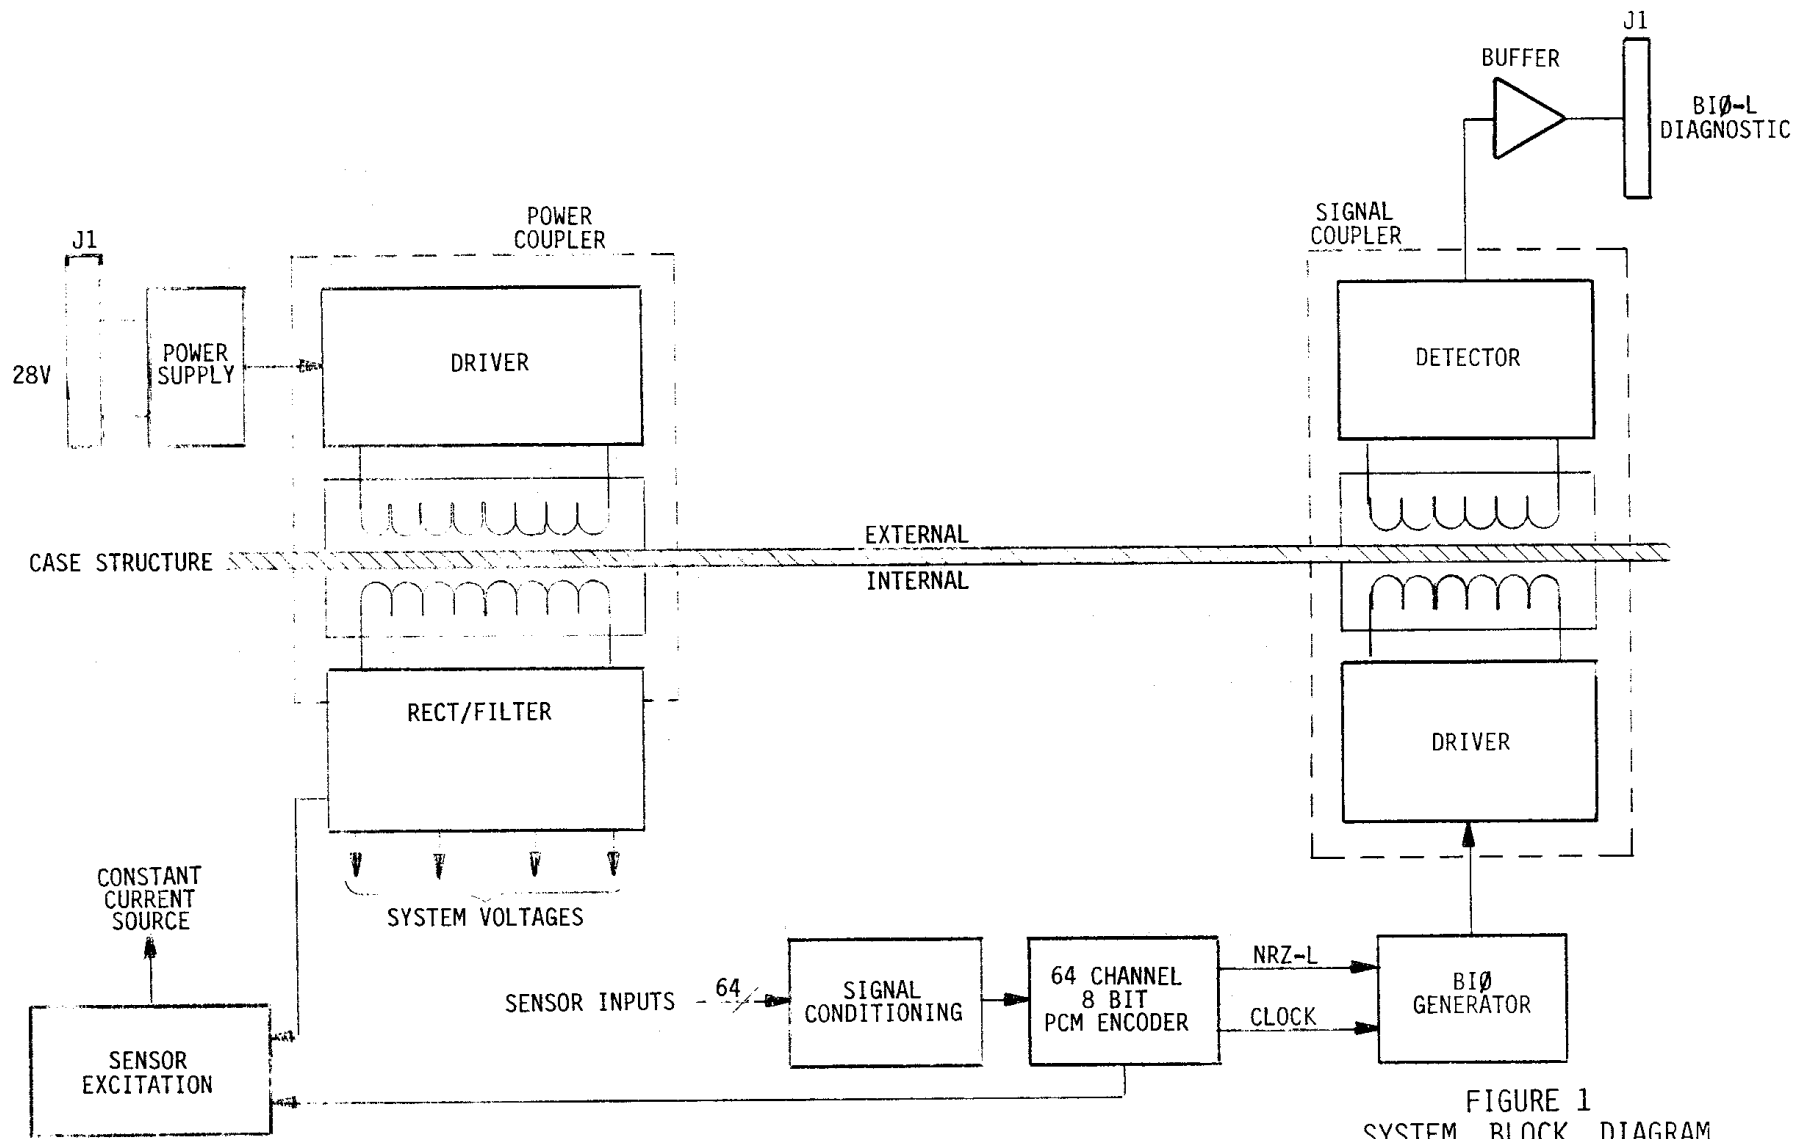 J1
BUFFER
BIØ-L
DIAGNOSTIC
POWER
COUPLER
SIGNAL
COUPLER
J1
28V
POWER
SUPPLY
DRIVER
DETECTOR
EXTERNAL
CASE STRUCTURE
INTERNAL
RECT/FILTER
DRIVER
CONSTANT
CURRENT
SOURCE
SYSTEM VOLTAGES
SENSOR INPUTS
64
SIGNAL
CONDITIONING
64 CHANNEL
8 BIT
PCM ENCODER
NRZ-L
CLOCK
BIØ
GENERATOR
SENSOR
EXCITATION
FIGURE 1
SYSTEM BLOCK DIAGRAM